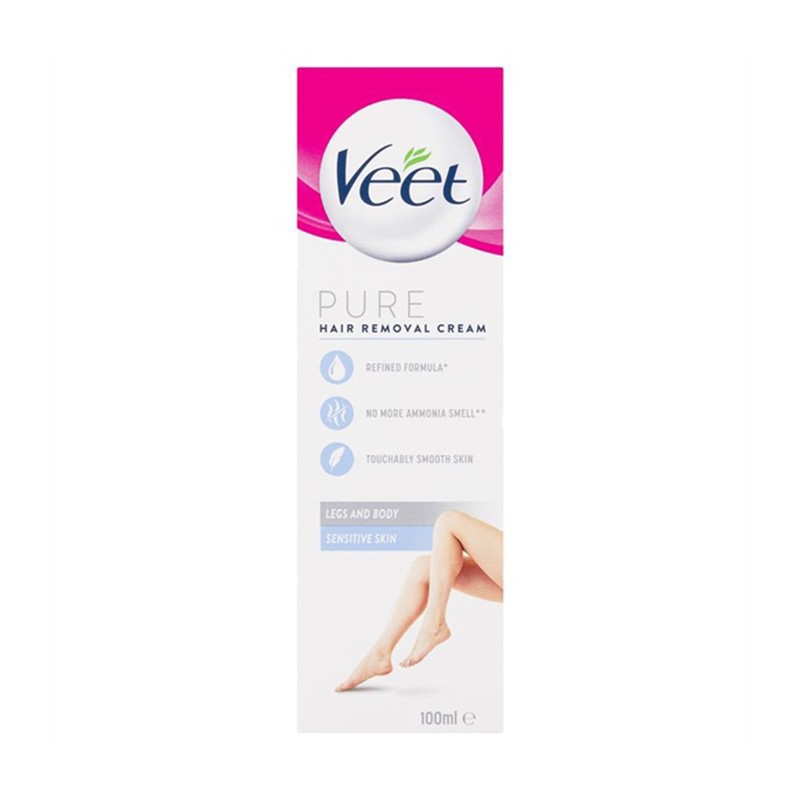 Veet
PURE
HAIR REMOVAL CREAM
REFINED FORMULA*
NO MORE AMMONIA SMELL**
TOUCHABLY SMOOTH SKIN
LEGS AND BODY
SENSITIVE SKIN
100ml ℮